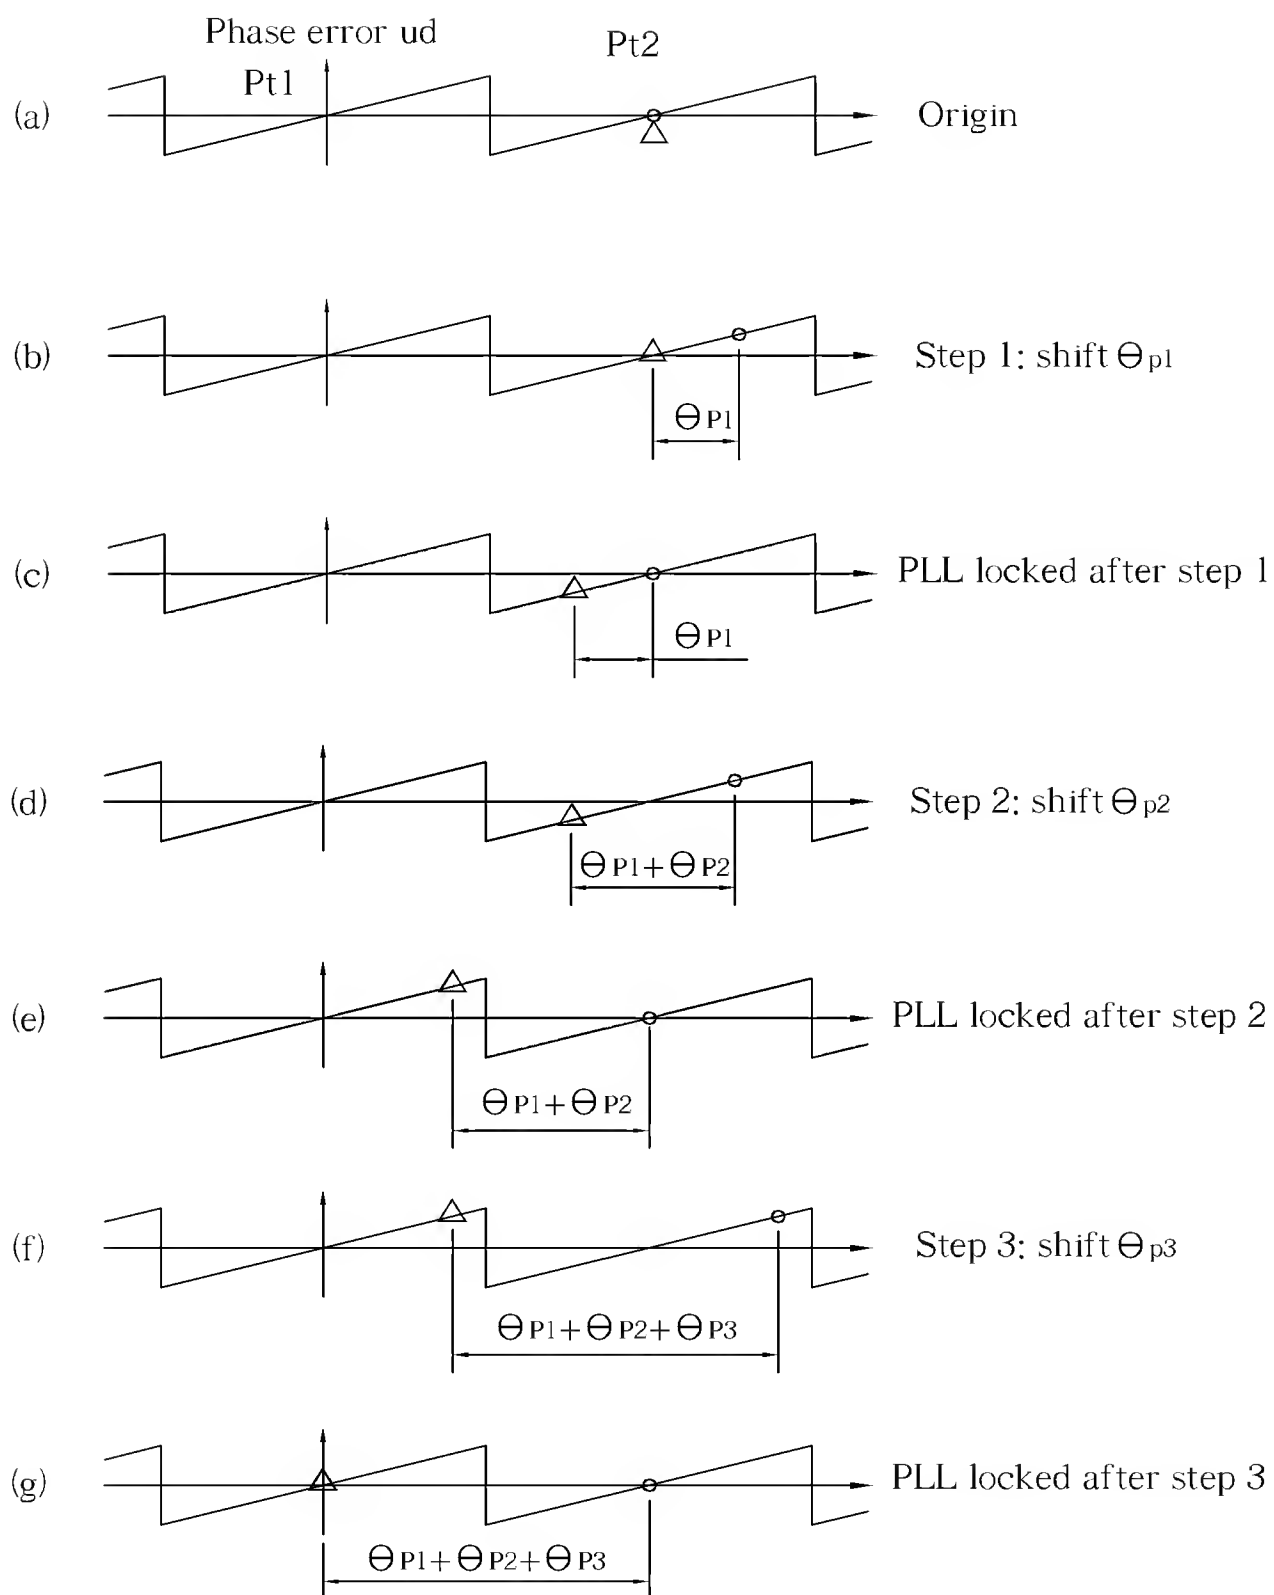 Phase error ud
Pt1
Pt2
(a)
Origin
(b)
Step 1: shift Θp1
ΘP1
(c)
PLL locked after step 1
ΘP1
(d)
Step 2: shift Θp2
ΘP1+ΘP2
(e)
PLL locked after step 2
ΘP1+ΘP2
(f)
Step 3: shift Θp3
ΘP1+ΘP2+ΘP3
(g)
PLL locked after step 3
ΘP1+ΘP2+ΘP3